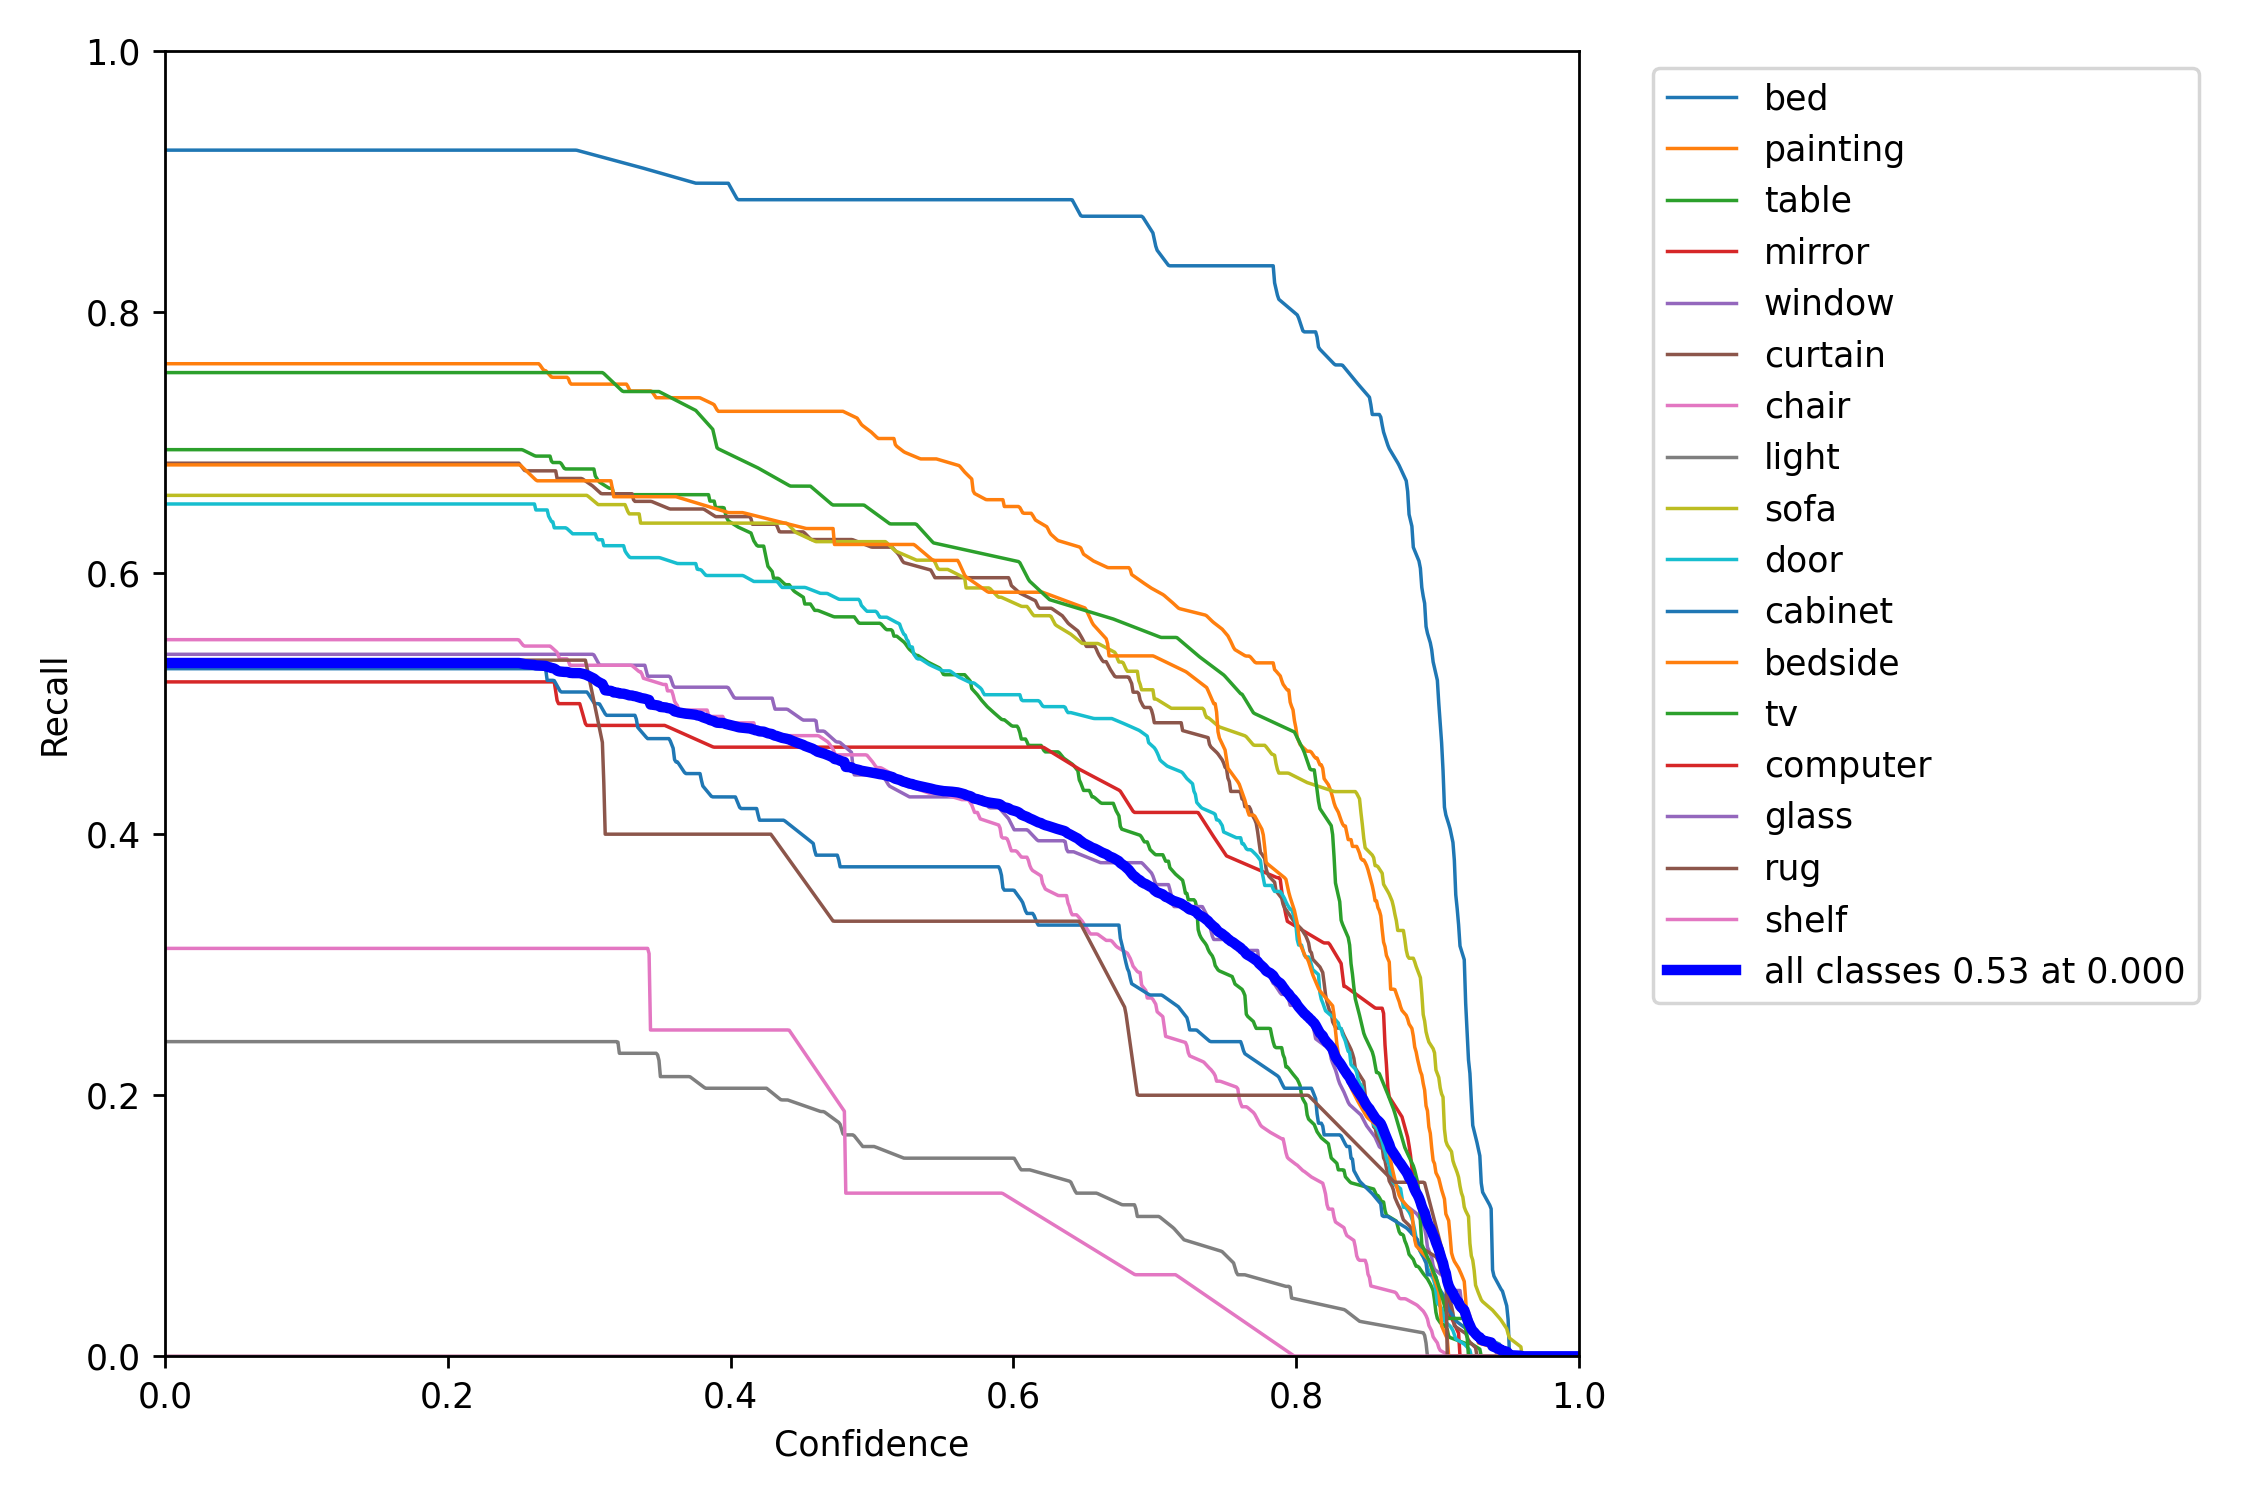 1.0
0.8
0.6
0.4
0.2
0.0
Recall
0.0 0.2 0.4 0.6 0.8 1.0
Confidence
bed
painting
table
mirror
window
curtain
chair
light
sofa
door
cabinet
bedside
tv
computer
glass
rug
shelf
all classes 0.53 at 0.000